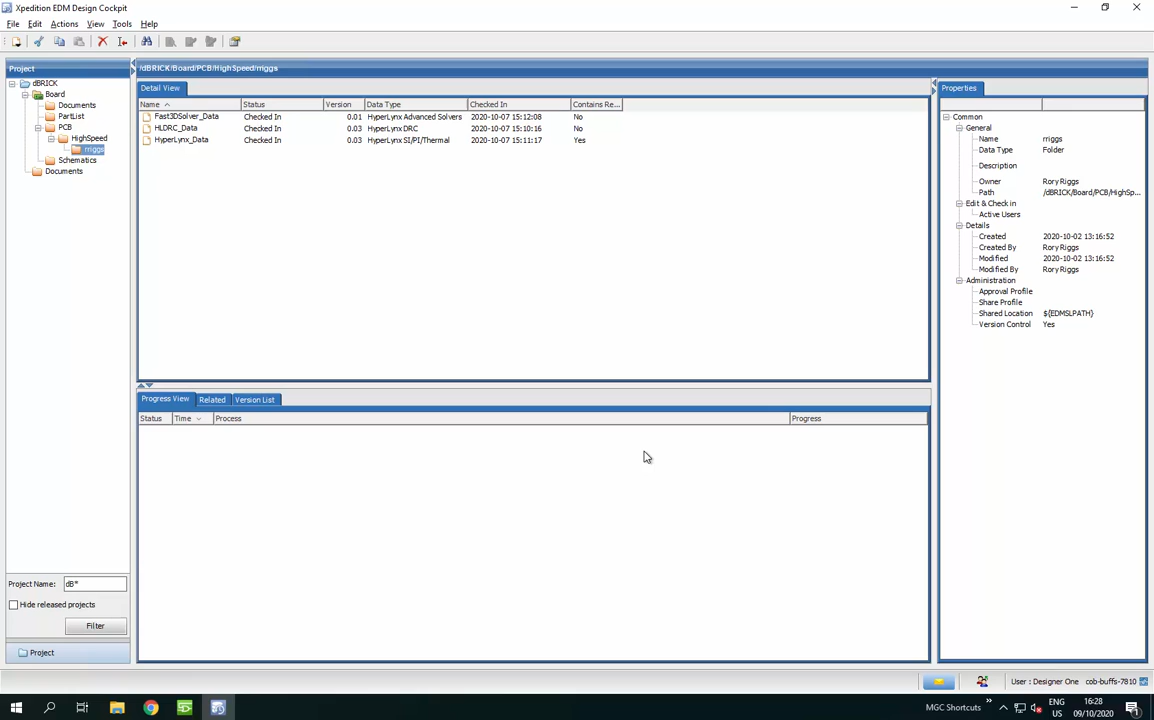 Xpedition EDM Design Cockpit
File Edit Actions View Tools Help
Project
dBRICK
Board
Documents
PartList
PCB
HighSpeed
rriggs
Schematics
Documents
Project Name: dB*
Hide released projects
Filter
Project
/dBRICK/Board/PCB/HighSpeed/rriggs
Detail View
Name Status Version Data Type Checked In Contains Re...
Fast3DSolver_Data Checked In 0.01 HyperLynx Advanced Solvers 2020-10-07 15:12:08 No
HLDRC_Data Checked In 0.03 HyperLynx DRC 2020-10-07 15:10:16 No
HyperLynx_Data Checked In 0.03 HyperLynx SI/PI/Thermal 2020-10-07 15:11:17 Yes
Progress View Related Version List
Status Time Process Progress
Properties
Common
General
Name rriggs
Data Type Folder
Description
Owner Rory Riggs
Path /dBRICK/Board/PCB/HighSp...
Edit & Check in
Active Users
Details
Created 2020-10-02 13:16:52
Created By Rory Riggs
Modified 2020-10-02 13:16:52
Modified By Rory Riggs
Administration
Approval Profile
Share Profile
Shared Location ${EDMSLPATH}
Version Control Yes
User : Designer One cob-buffs-7810
MGC Shortcuts » ENG 16:28
US 09/10/2020 1